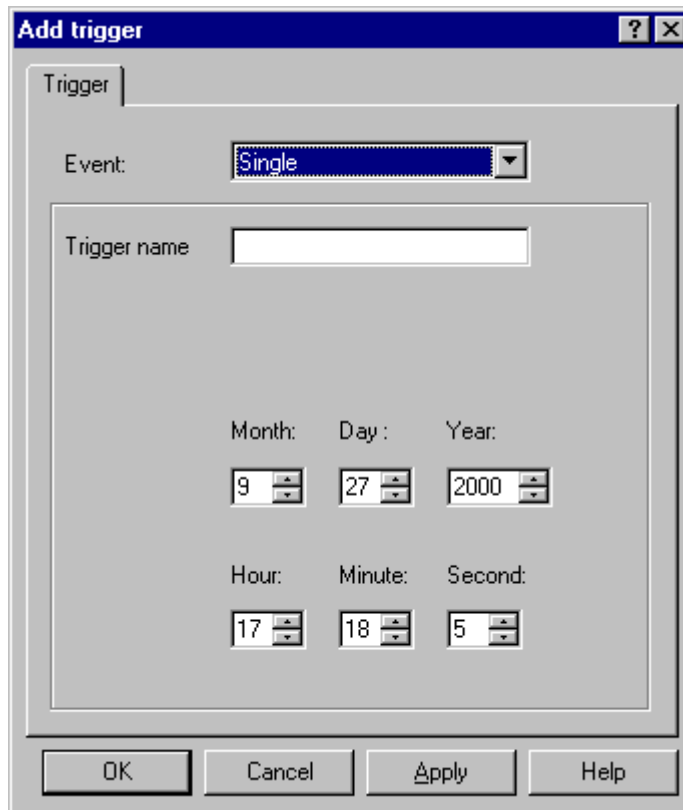 Add trigger
Trigger
Event: Single
Trigger name
Month: Day : Year:
9 27 2000
Hour: Minute: Second:
17 18 5
OK Cancel Apply Help